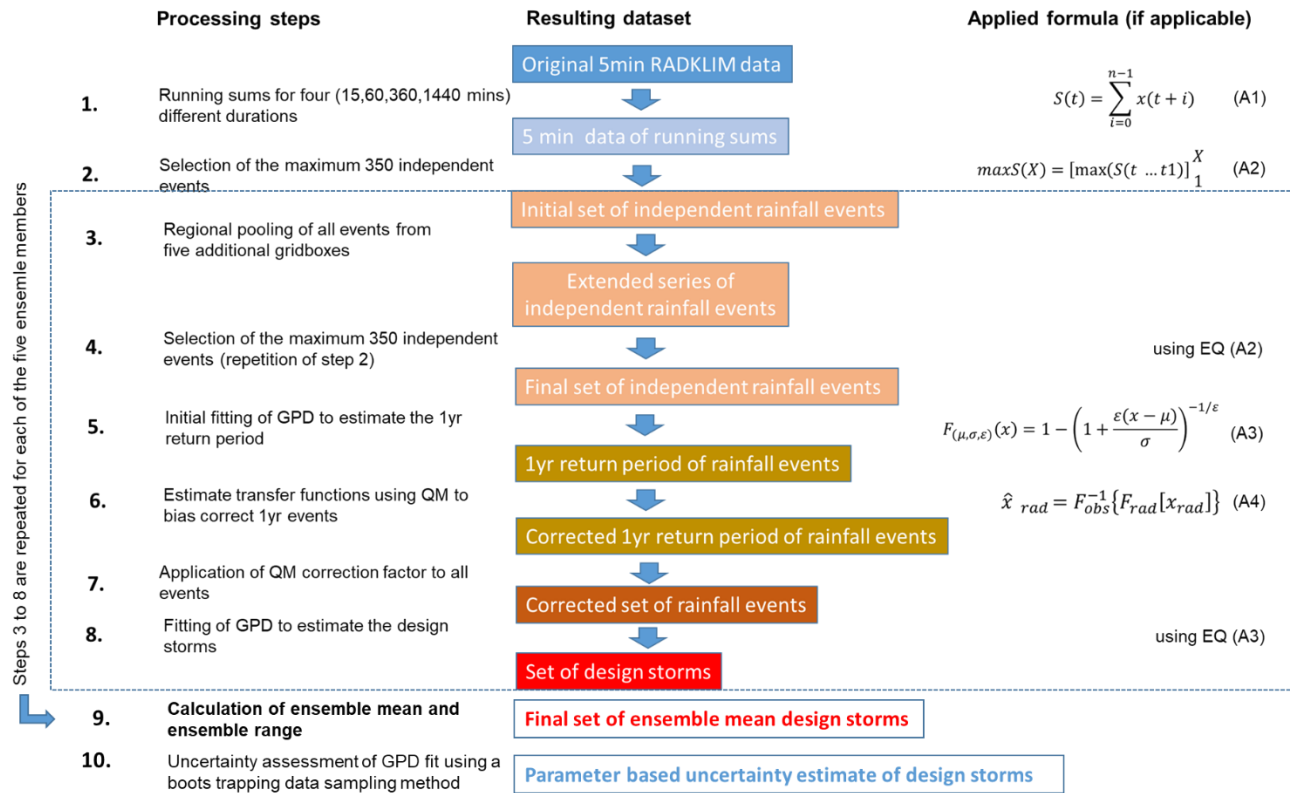 Processing steps
Resulting dataset
Applied formula (if applicable)
Original 5min RADKLIM data
1.
Running sums for four (15,60,360,1440 mins)
different durations
S(t) = \sum_{i=0}^{n-1} x(t + i) (A1)
5 min data of running sums
2.
Selection of the maximum 350 independent
events
maxS(X) = [max(S(t …t1)]_1^X (A2)
Initial set of independent rainfall events
3.
Regional pooling of all events from
five additional gridboxes
Extended series of
independent rainfall events
4.
Selection of the maximum 350 independent
events (repetition of step 2)
using EQ (A2)
Final set of independent rainfall events
5.
Initial fitting of GPD to estimate the 1yr
return period
F_{(μ,σ,ε)}(x) = 1 − (1 + ε(x − μ)/σ)^{−1/ε} (A3)
1yr return period of rainfall events
6.
Estimate transfer functions using QM to
bias correct 1yr events
x̂ _{rad} = F_{obs}^{-1}{F_{rad}[x_{rad}]} (A4)
Corrected 1yr return period of rainfall events
7.
Application of QM correction factor to all
events
Corrected set of rainfall events
8.
Fitting of GPD to estimate the design
storms
using EQ (A3)
Set of design storms
Steps 3 to 8 are repeated for each of the five ensemle members
9.
Calculation of ensemble mean and
ensemble range
Final set of ensemble mean design storms
10.
Uncertainty assessment of GPD fit using a
boots trapping data sampling method
Parameter based uncertainty estimate of design storms